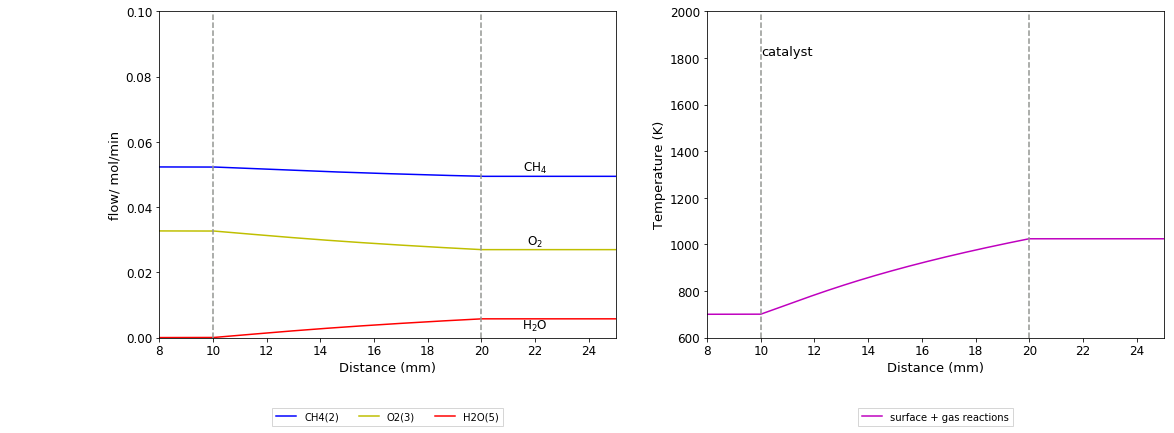 0.10
0.08
0.06
0.04
0.02
0.00
flow/ mol/min
CH₄
O₂
H₂O
8 10 12 14 16 18 20 22 24
Distance (mm)
CH4(2) O2(3) H2O(5)
2000
1800
1600
1400
1200
1000
800
600
Temperature (K)
catalyst
8 10 12 14 16 18 20 22 24
Distance (mm)
surface + gas reactions